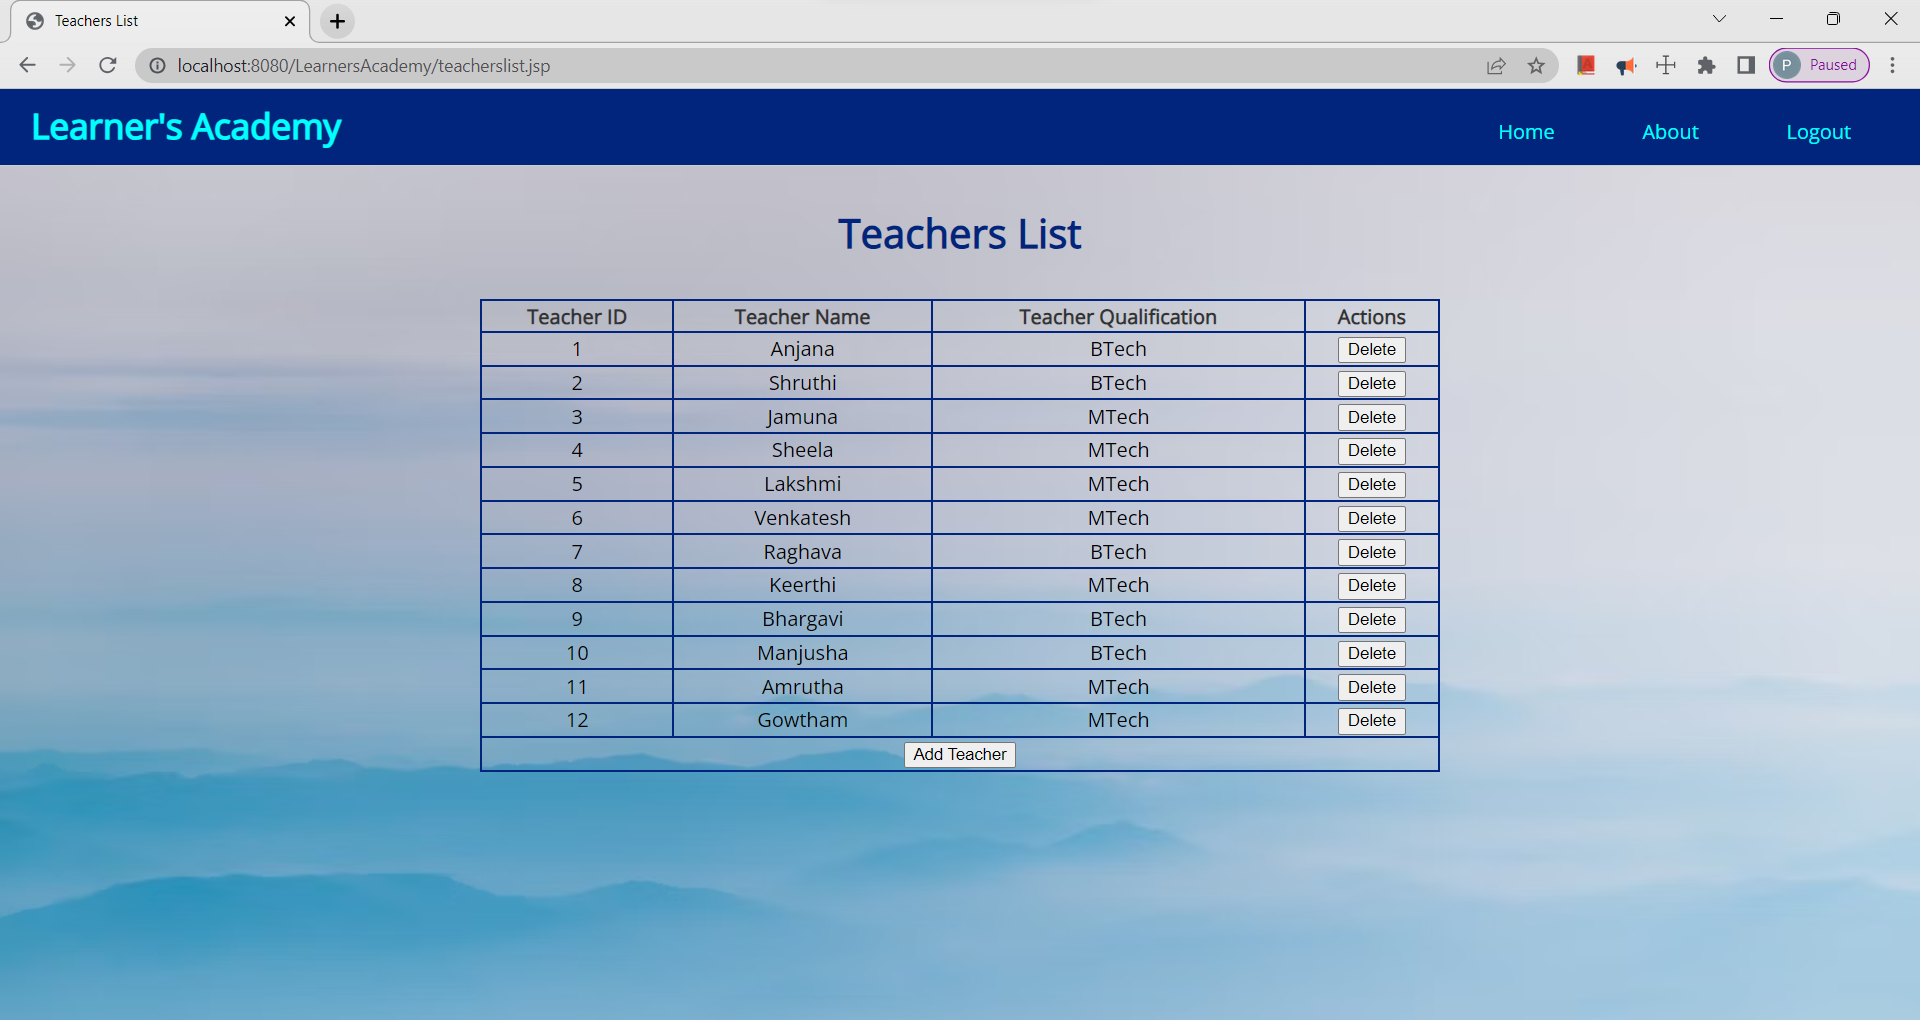 Teachers List
localhost:8080/LearnersAcademy/teacherslist.jsp
P Paused
Learner's Academy Home About Logout
Teachers List
Teacher ID Teacher Name Teacher Qualification Actions
1 Anjana BTech Delete
2 Shruthi BTech Delete
3 Jamuna MTech Delete
4 Sheela MTech Delete
5 Lakshmi MTech Delete
6 Venkatesh MTech Delete
7 Raghava BTech Delete
8 Keerthi MTech Delete
9 Bhargavi BTech Delete
10 Manjusha BTech Delete
11 Amrutha MTech Delete
12 Gowtham MTech Delete
Add Teacher